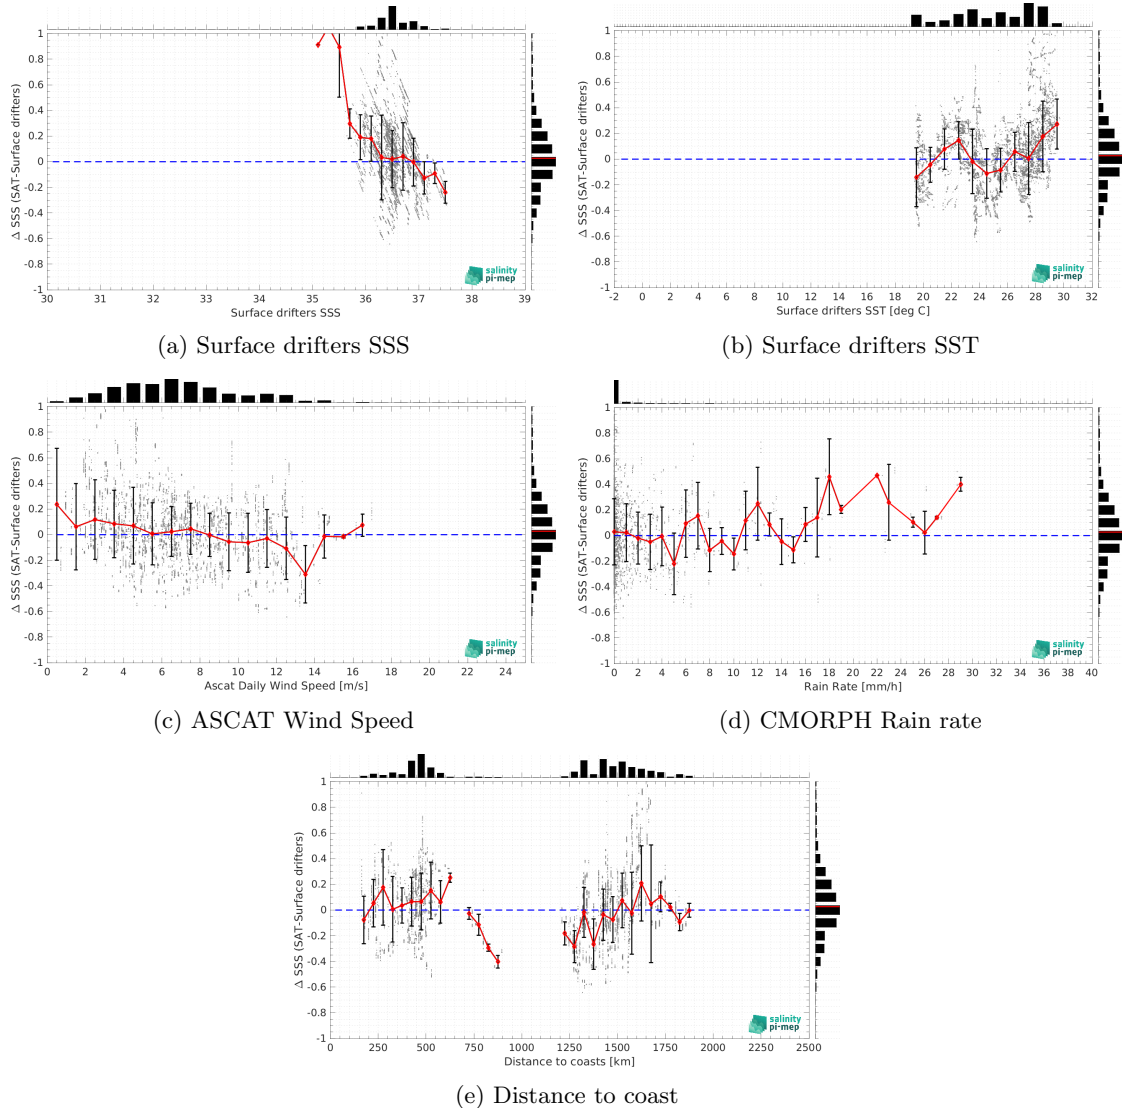 1
0.8
0.6
0.4
0.2
0
-0.2
-0.4
-0.6
-0.8
-1
Δ SSS (SAT-Surface drifters)
salinity
pi-mep
30 31 32 33 34 35 36 37 38 39
Surface drifters SSS
(a) Surface drifters SSS
1
0.8
0.6
0.4
0.2
0
-0.2
-0.4
-0.6
-0.8
-1
Δ SSS (SAT-Surface drifters)
salinity
pi-mep
-2 0 2 4 6 8 10 12 14 16 18 20 22 24 26 28 30 32
Surface drifters SST [deg C]
(b) Surface drifters SST
1
0.8
0.6
0.4
0.2
0
-0.2
-0.4
-0.6
-0.8
-1
Δ SSS (SAT-Surface drifters)
salinity
pi-mep
0 2 4 6 8 10 12 14 16 18 20 22 24
Ascat Daily Wind Speed [m/s]
(c) ASCAT Wind Speed
1
0.8
0.6
0.4
0.2
0
-0.2
-0.4
-0.6
-0.8
-1
Δ SSS (SAT-Surface drifters)
salinity
pi-mep
0 2 4 6 8 10 12 14 16 18 20 22 24 26 28 30 32 34 36 38 40
Rain Rate [mm/h]
(d) CMORPH Rain rate
1
0.8
0.6
0.4
0.2
0
-0.2
-0.4
-0.6
-0.8
-1
Δ SSS (SAT-Surface drifters)
salinity
pi-mep
0 250 500 750 1000 1250 1500 1750 2000 2250 2500
Distance to coasts [km]
(e) Distance to coast